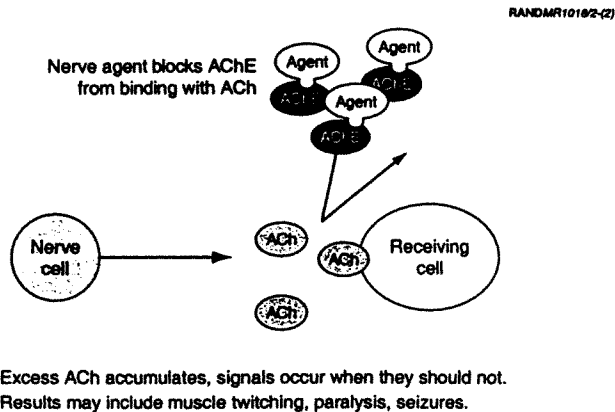 RANDMR1018/2-(2)
Nerve agent blocks AChE
from binding with ACh
Agent
Agent
Agent
AChE
AChE
AChE
ACh
Nerve
cell
ACh
Receiving
cell
ACh
Excess ACh accumulates, signals occur when they should not.
Results may include muscle twitching, paralysis, seizures.